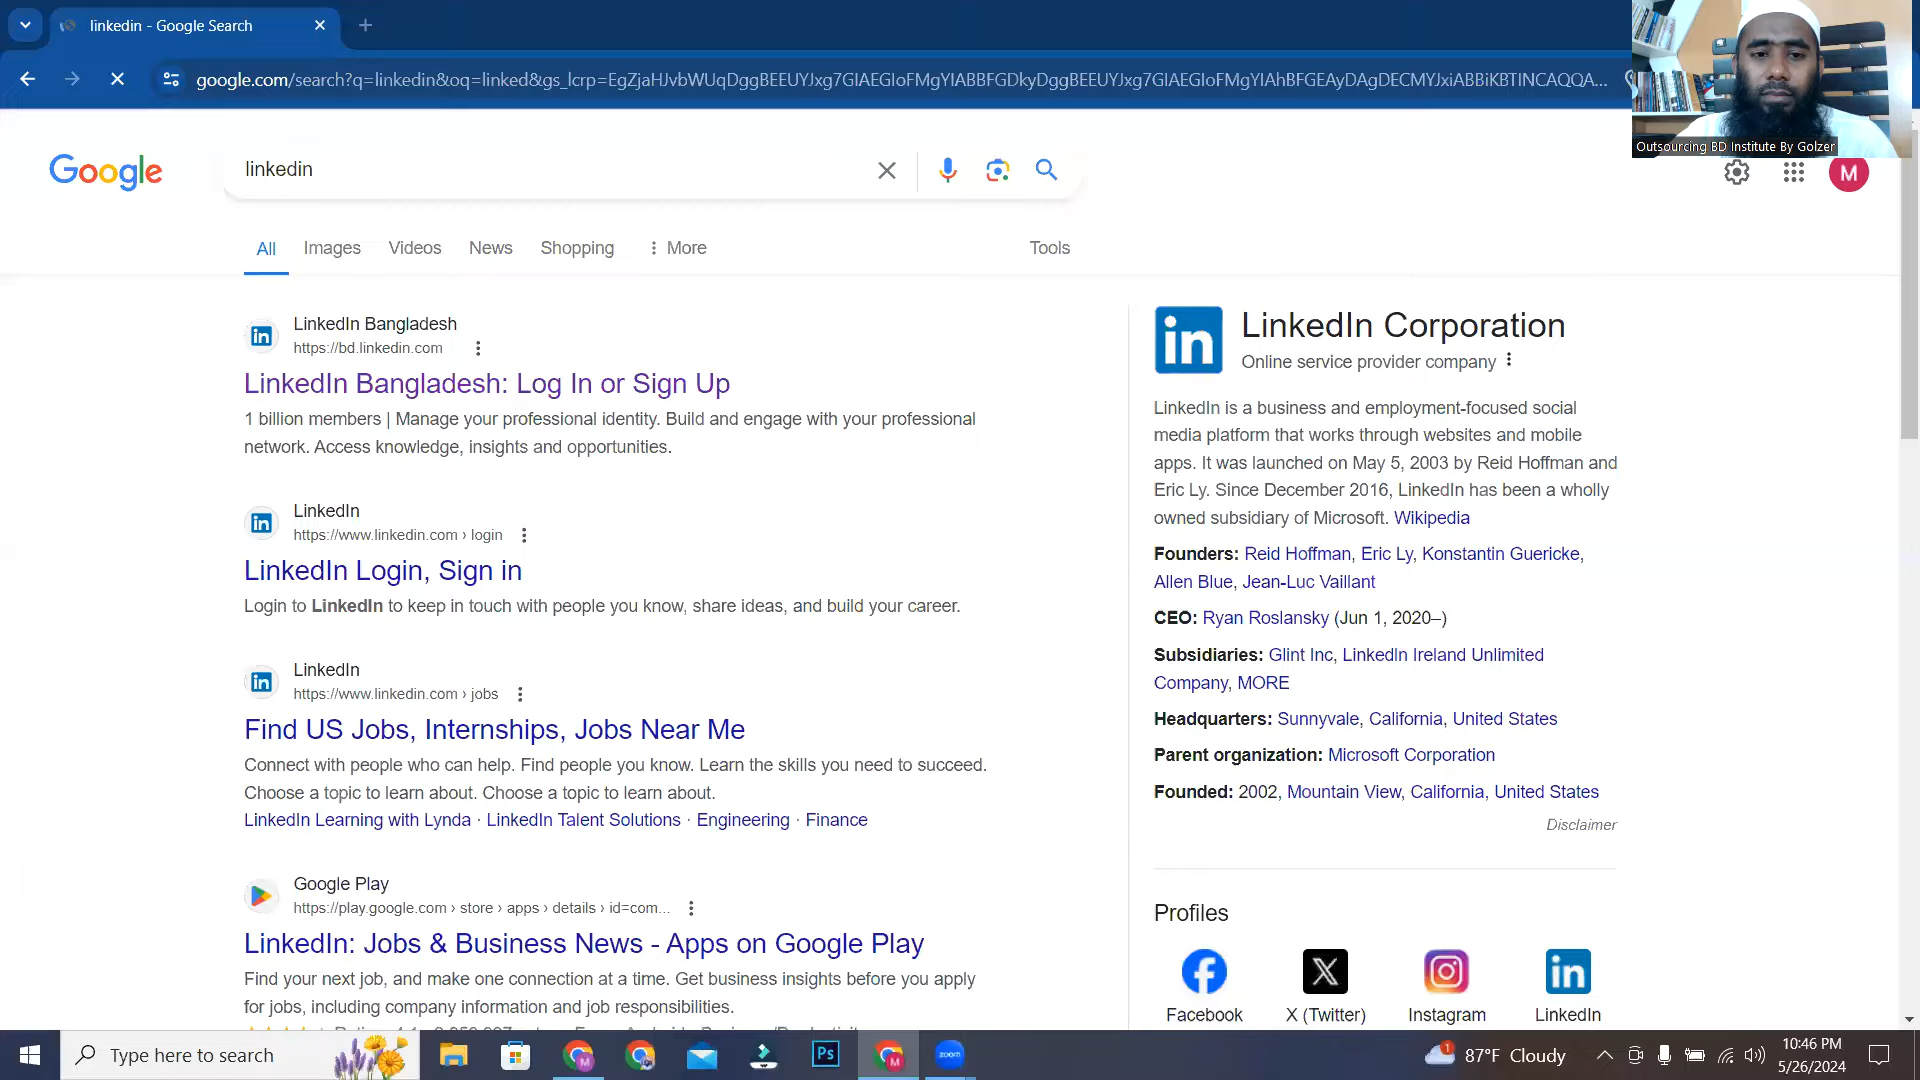 linkedin - Google Search
google.com/search?q=linkedin&oq=linked&gs_lcrp=EgZjaHJvbWUqDggBEEUYJxg7GIAEGIoFMgYIABBFGDkyDggBEEUYJxg7GIAEGIoFMgYIAhBFGEAyDAgDECMYJxiABBiKBTINCAQQA...
Outsourcing BD Institute By Golzer
Google
linkedin
M
All Images Videos News Shopping More Tools
LinkedIn Bangladesh
https://bd.linkedin.com
LinkedIn Bangladesh: Log In or Sign Up
1 billion members | Manage your professional identity. Build and engage with your professional
network. Access knowledge, insights and opportunities.
LinkedIn
https://www.linkedin.com › login
LinkedIn Login, Sign in
Login to LinkedIn to keep in touch with people you know, share ideas, and build your career.
LinkedIn
https://www.linkedin.com › jobs
Find US Jobs, Internships, Jobs Near Me
Connect with people who can help. Find people you know. Learn the skills you need to succeed.
Choose a topic to learn about. Choose a topic to learn about.
LinkedIn Learning with Lynda · LinkedIn Talent Solutions · Engineering · Finance
Google Play
https://play.google.com › store › apps › details › id=com...
LinkedIn: Jobs & Business News - Apps on Google Play
Find your next job, and make one connection at a time. Get business insights before you apply
for jobs, including company information and job responsibilities.
in
LinkedIn Corporation
Online service provider company
LinkedIn is a business and employment-focused social
media platform that works through websites and mobile
apps. It was launched on May 5, 2003 by Reid Hoffman and
Eric Ly. Since December 2016, LinkedIn has been a wholly
owned subsidiary of Microsoft. Wikipedia
Founders: Reid Hoffman, Eric Ly, Konstantin Guericke,
Allen Blue, Jean-Luc Vaillant
CEO: Ryan Roslansky (Jun 1, 2020–)
Subsidiaries: Glint Inc, LinkedIn Ireland Unlimited
Company, MORE
Headquarters: Sunnyvale, California, United States
Parent organization: Microsoft Corporation
Founded: 2002, Mountain View, California, United States
Disclaimer
Profiles
Facebook X (Twitter) Instagram LinkedIn
Type here to search
Ps
zoom
1
87°F Cloudy
10:46 PM
5/26/2024